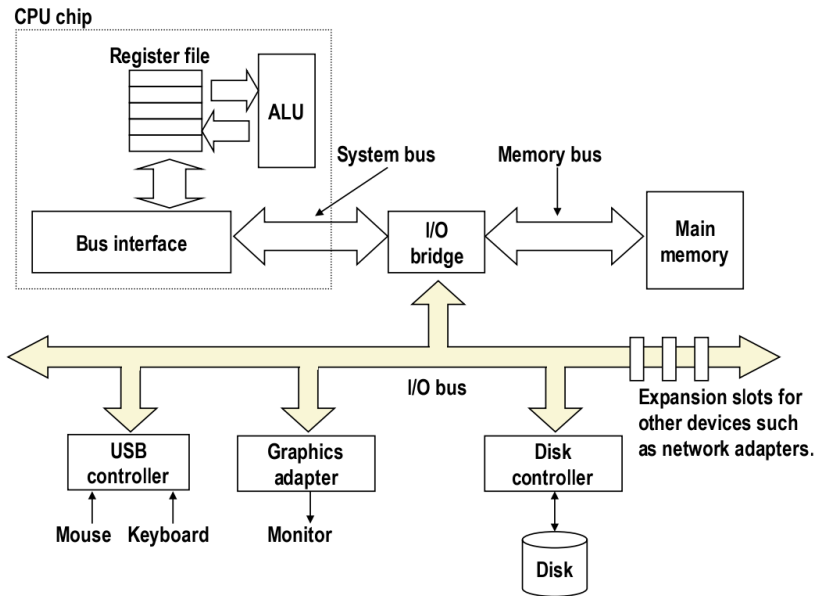 CPU chip
Register file
ALU
System bus
Memory bus
Bus interface
I/O
bridge
Main
memory
I/O bus
Expansion slots for
other devices such
as network adapters.
USB
controller
Graphics
adapter
Disk
controller
Mouse
Keyboard
Monitor
Disk